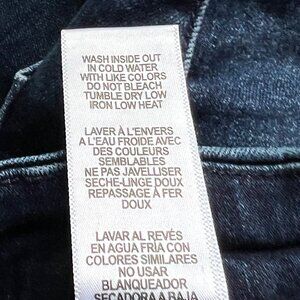 WASH INSIDE OUT
IN COLD WATER
WITH LIKE COLORS
DO NOT BLEACH
TUMBLE DRY LOW
IRON LOW HEAT
LAVER À L'ENVERS
A L'EAU FROIDE AVEC
DES COULEURS
SEMBLABLES
NE PAS JAVELLISER
SECHE-LINGE DOUX
REPASSAGE À FER
DOUX
LAVAR AL REVÉS
EN AGUA FRÍA CON
COLORES SIMILARES
NO USAR
BLANQUEADOR
SECADORA A BAJA